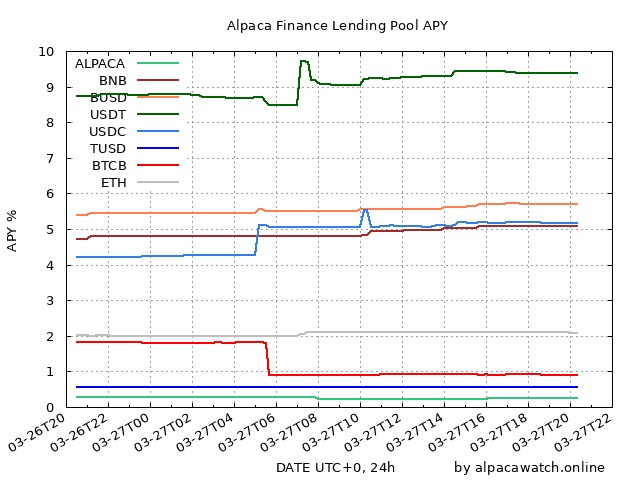 Alpaca Finance Lending Pool APY
10
9
8
7
6
5
4
3
2
1
0
APY %
ALPACA
BNB
BUSD
USDT
USDC
TUSD
BTCB
ETH
03-26T20
03-26T22
03-27T00
03-27T02
03-27T04
03-27T06
03-27T08
03-27T10
03-27T12
03-27T14
03-27T16
03-27T18
03-27T20
03-27T22
DATE UTC+0, 24h
by alpacawatch.online